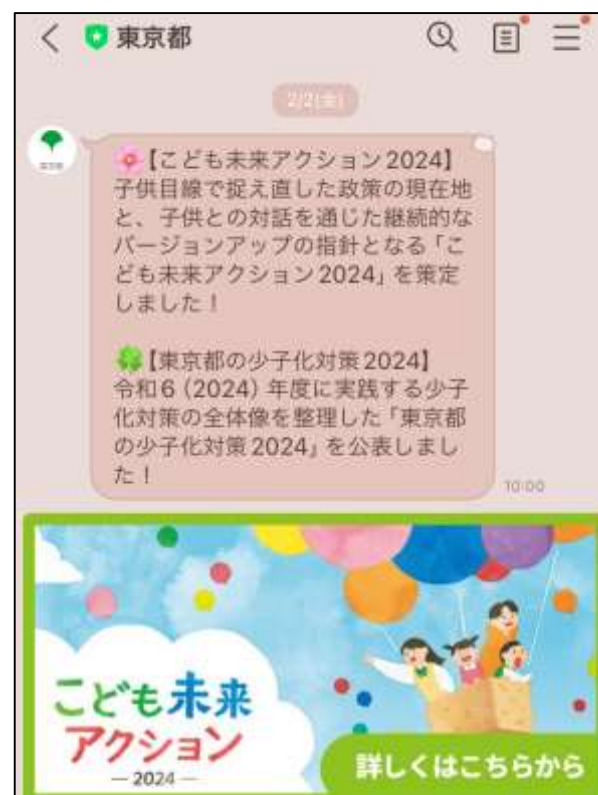 東京都
2/2(金)
🌸【こども未来アクション2024】
子供目線で捉え直した政策の現在地
と、子供との対話を通じた継続的な
バージョンアップの指針となる「こ
ども未来アクション2024」を策定
しました！
🍀【東京都の少子化対策2024】
令和6(2024)年度に実践する少子
化対策の全体像を整理した「東京都
の少子化対策2024」を公表しまし
た！
10:00
こども未来
アクション
—2024—
詳しくはこちらから